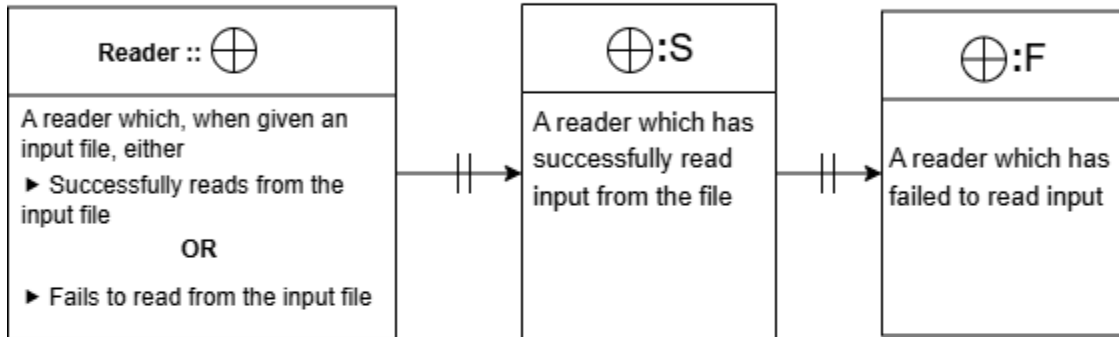 Reader :: ⊕
A reader which, when given an
input file, either
► Successfully reads from the
input file
OR
► Fails to read from the input file
⊕:S
A reader which has
successfully read
input from the file
⊕:F
A reader which has
failed to read input